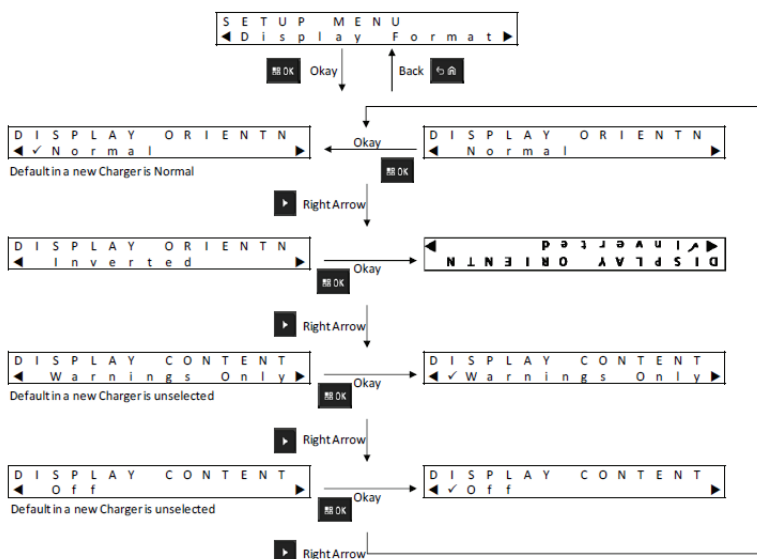 SETUP MENU
◀ Display Format ▶
OK Okay Back
DISPLAY ORIENTN
◀ ✓ Normal ▶
Default in a new Charger is Normal
Okay
OK
DISPLAY ORIENTN
◀ Normal ▶
Right Arrow
DISPLAY ORIENTN
◀ Inverted ▶
Okay
OK
DISPLAY ORIENTN
◀ ✓ Inverted ▶
Right Arrow
DISPLAY CONTENT
◀ Warnings Only ▶
Default in a new Charger is unselected
Okay
OK
DISPLAY CONTENT
◀ ✓ Warnings Only ▶
Right Arrow
DISPLAY CONTENT
◀ Off ▶
Default in a new Charger is unselected
Okay
OK
DISPLAY CONTENT
◀ ✓ Off ▶
Right Arrow